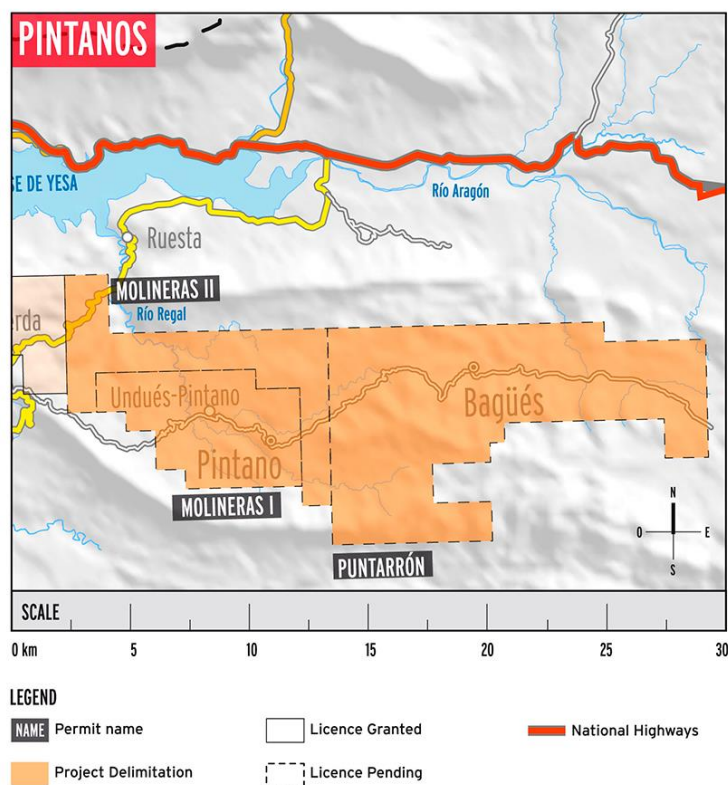 PINTANOS
SE DE YESA
Río Aragón
Ruesta
MOLINERAS II
Río Regal
erda
Undués-Pintano
Bagüés
Pintano
MOLINERAS I
PUNTARRÓN
N
O E
S
SCALE
0 km 5 10 15 20 25 30
LEGEND
NAME Permit name
Licence Granted
National Highways
Project Delimitation
Licence Pending